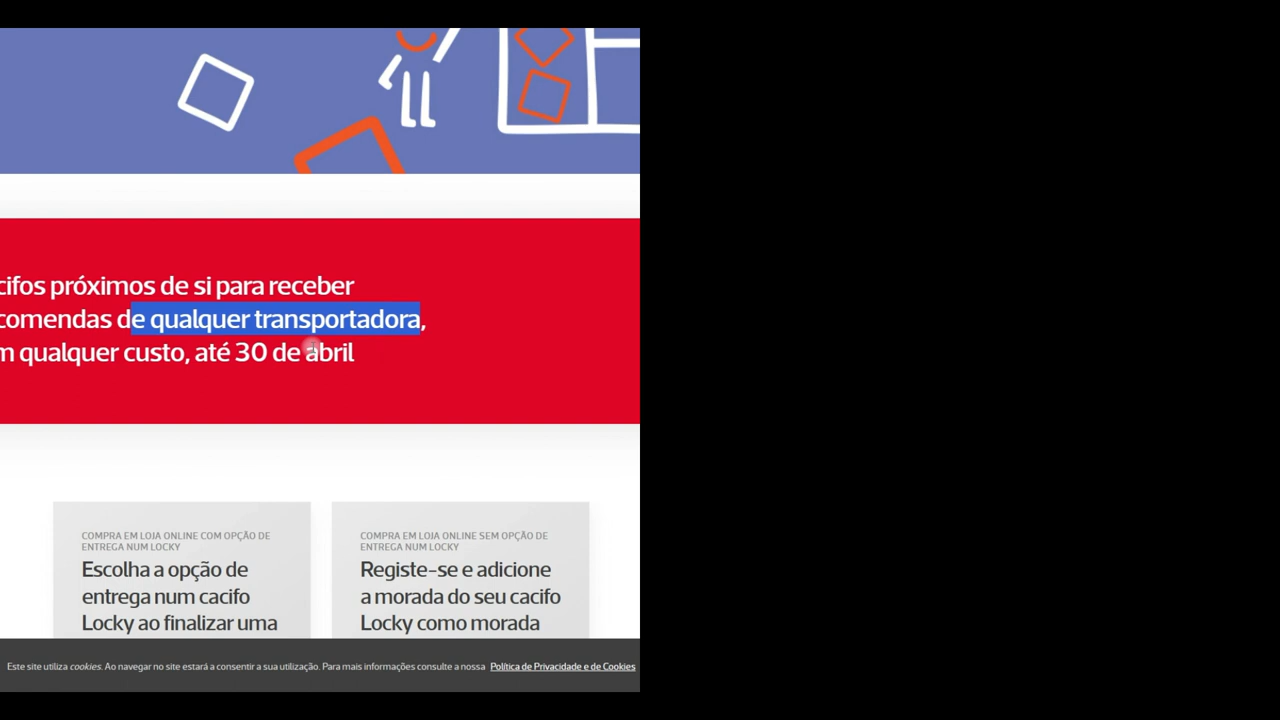 cifos próximos de si para receber
comendas de qualquer transportadora,
m qualquer custo, até 30 de abril
COMPRA EM LOJA ONLINE COM OPÇÃO DE
ENTREGA NUM LOCKY
Escolha a opção de
entrega num cacifo
Locky ao finalizar uma
COMPRA EM LOJA ONLINE SEM OPÇÃO DE
ENTREGA NUM LOCKY
Registe-se e adicione
a morada do seu cacifo
Locky como morada
Este site utiliza cookies. Ao navegar no site estará a consentir a sua utilização. Para mais informações consulte a nossa Política de Privacidade e de Cookies